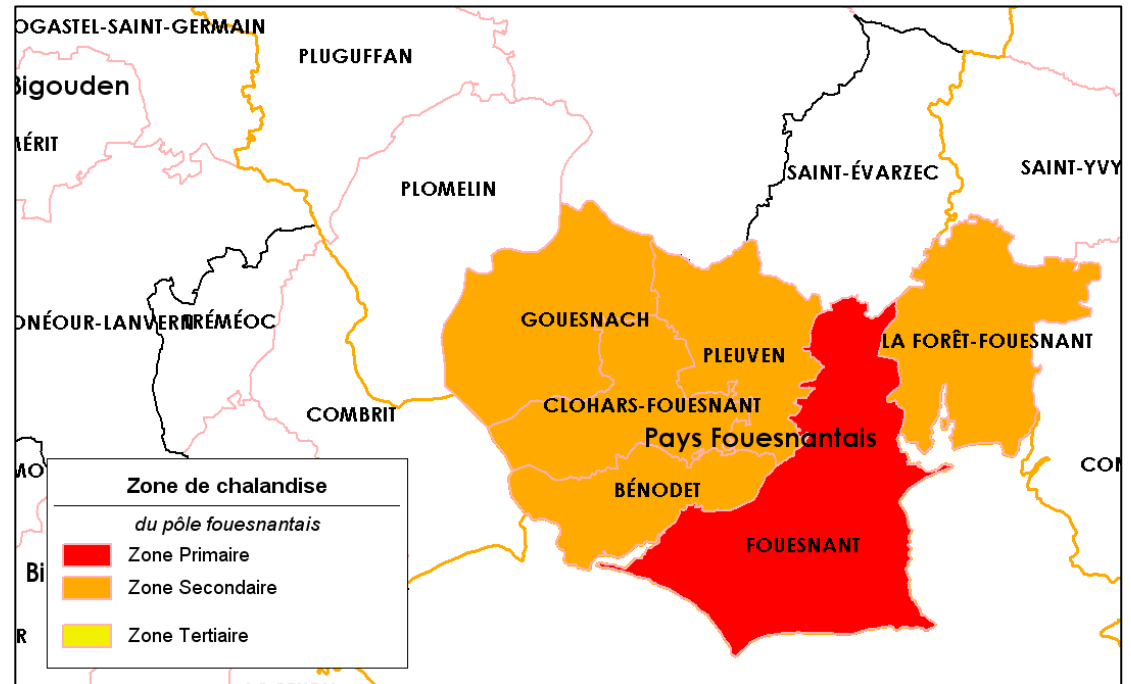 OGASTEL-SAINT-GERMAIN
PLUGUFFAN
Bigouden
MÉRIT
SAINT-ÉVARZEC
SAINT-YVY
PLOMELIN
GOUESNACH
ONÉOUR-LANVERN
TRÉMÉOC
LA FORÊT-FOUESNANT
PLEUVEN
CLOHARS-FOUESNANT
COMBRIT
Pays Fouesnantais
MO
CON
Zone de chalandise
BÉNODET
du pôle fouesnantais
FOUESNANT
Zone Primaire
Bi
Zone Secondaire
R
Zone Tertiaire